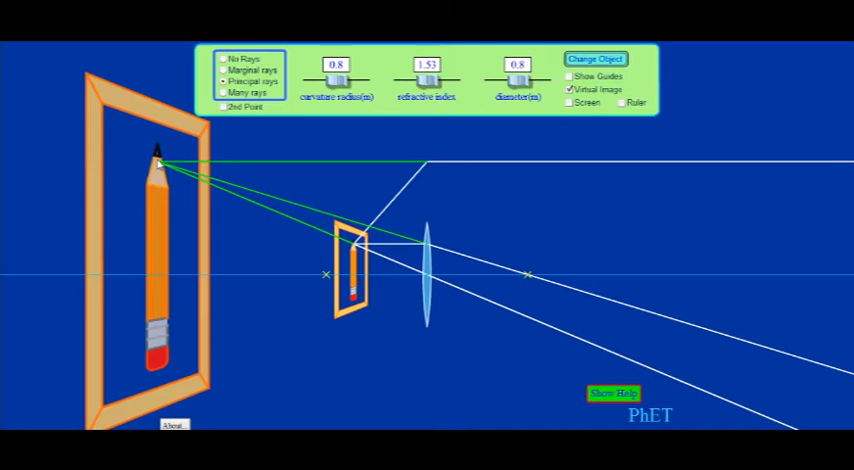 No Rays
Marginal rays
Principal rays
Many rays
2nd Point
0.8
curvature radius(m)
1.53
refractive index
0.8
diameter(m)
Change Object
Show Guides
Virtual Image
Screen
Ruler
Show Help
PhET
About...